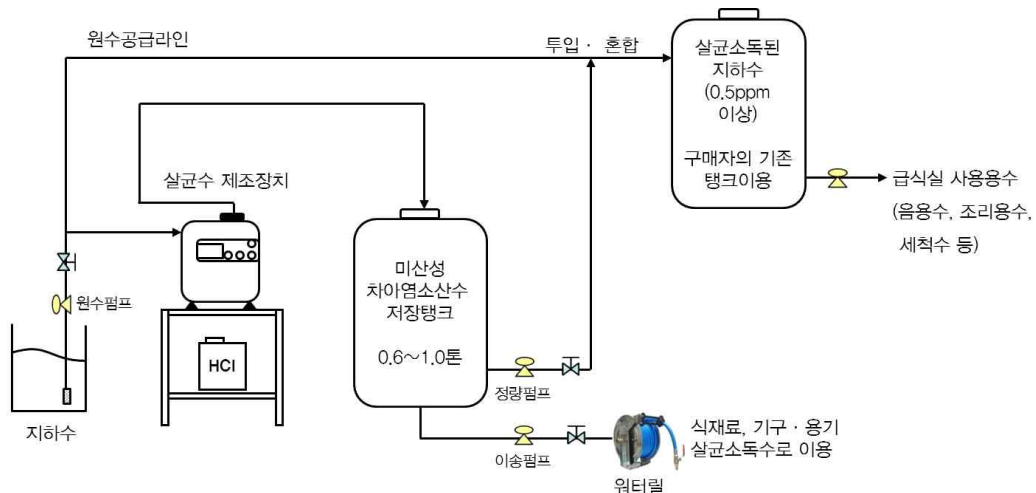 원수공급라인
투입 · 혼합
살균소독된
지하수
(0.5ppm
이상)
구매자의 기존
탱크이용
급식실 사용용수
(음용수, 조리용수,
세척수 등)
살균수 제조장치
원수펌프
HCl
지하수
미산성
차아염소산수
저장탱크
0.6~1.0톤
정량펌프
이송펌프
식재료, 기구 · 용기
살균소독수로 이용
워터릴